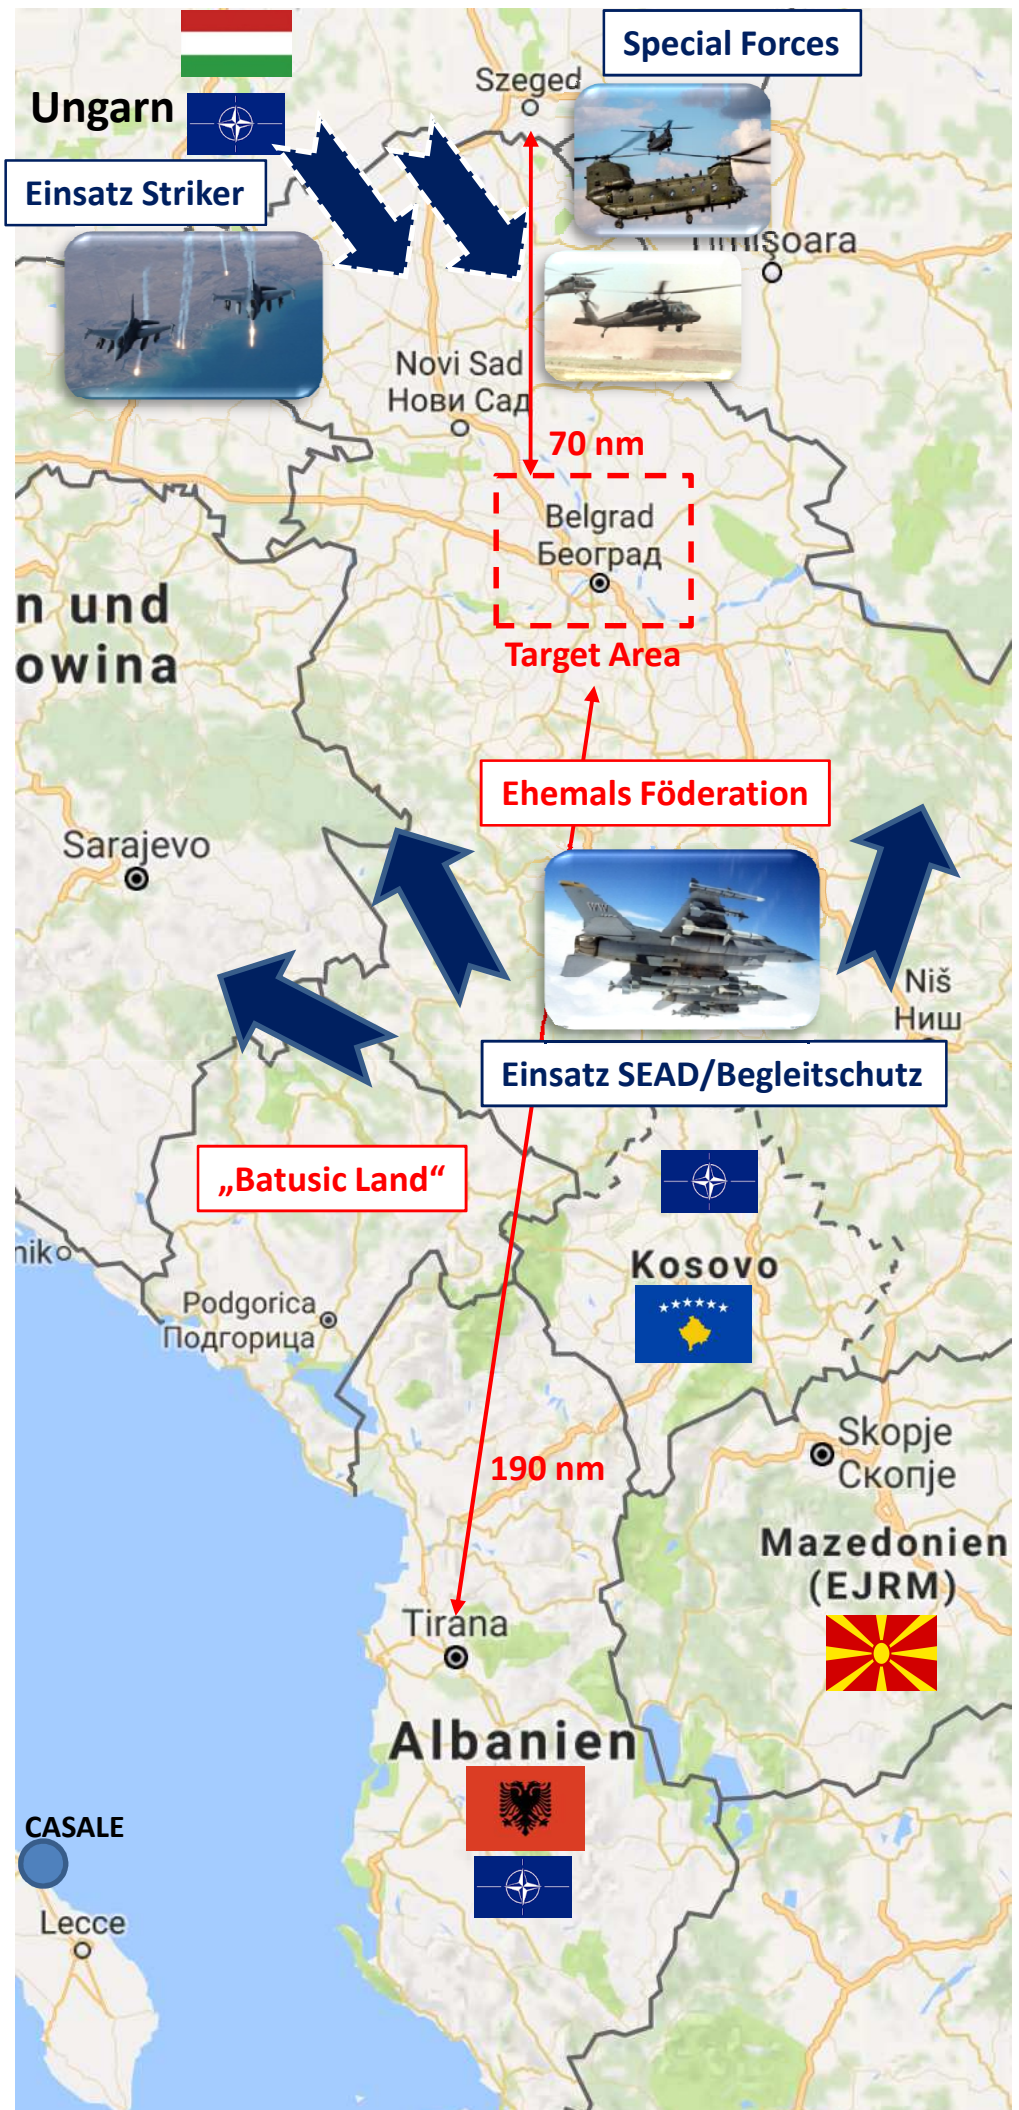 Special Forces
Szeged
Ungarn
Einsatz Striker
Novi Sad
Нови Сад
70 nm
Belgrad
Београд
Target Area
n und
owina
Ehemals Föderation
Sarajevo
Niš
Ниш
Einsatz SEAD/Begleitschutz
„Batusic Land“
Kosovo
Podgorica
Подгорица
Skopje
Скопје
190 nm
Mazedonien
(EJRM)
Tirana
Albanien
CASALE
Lecce